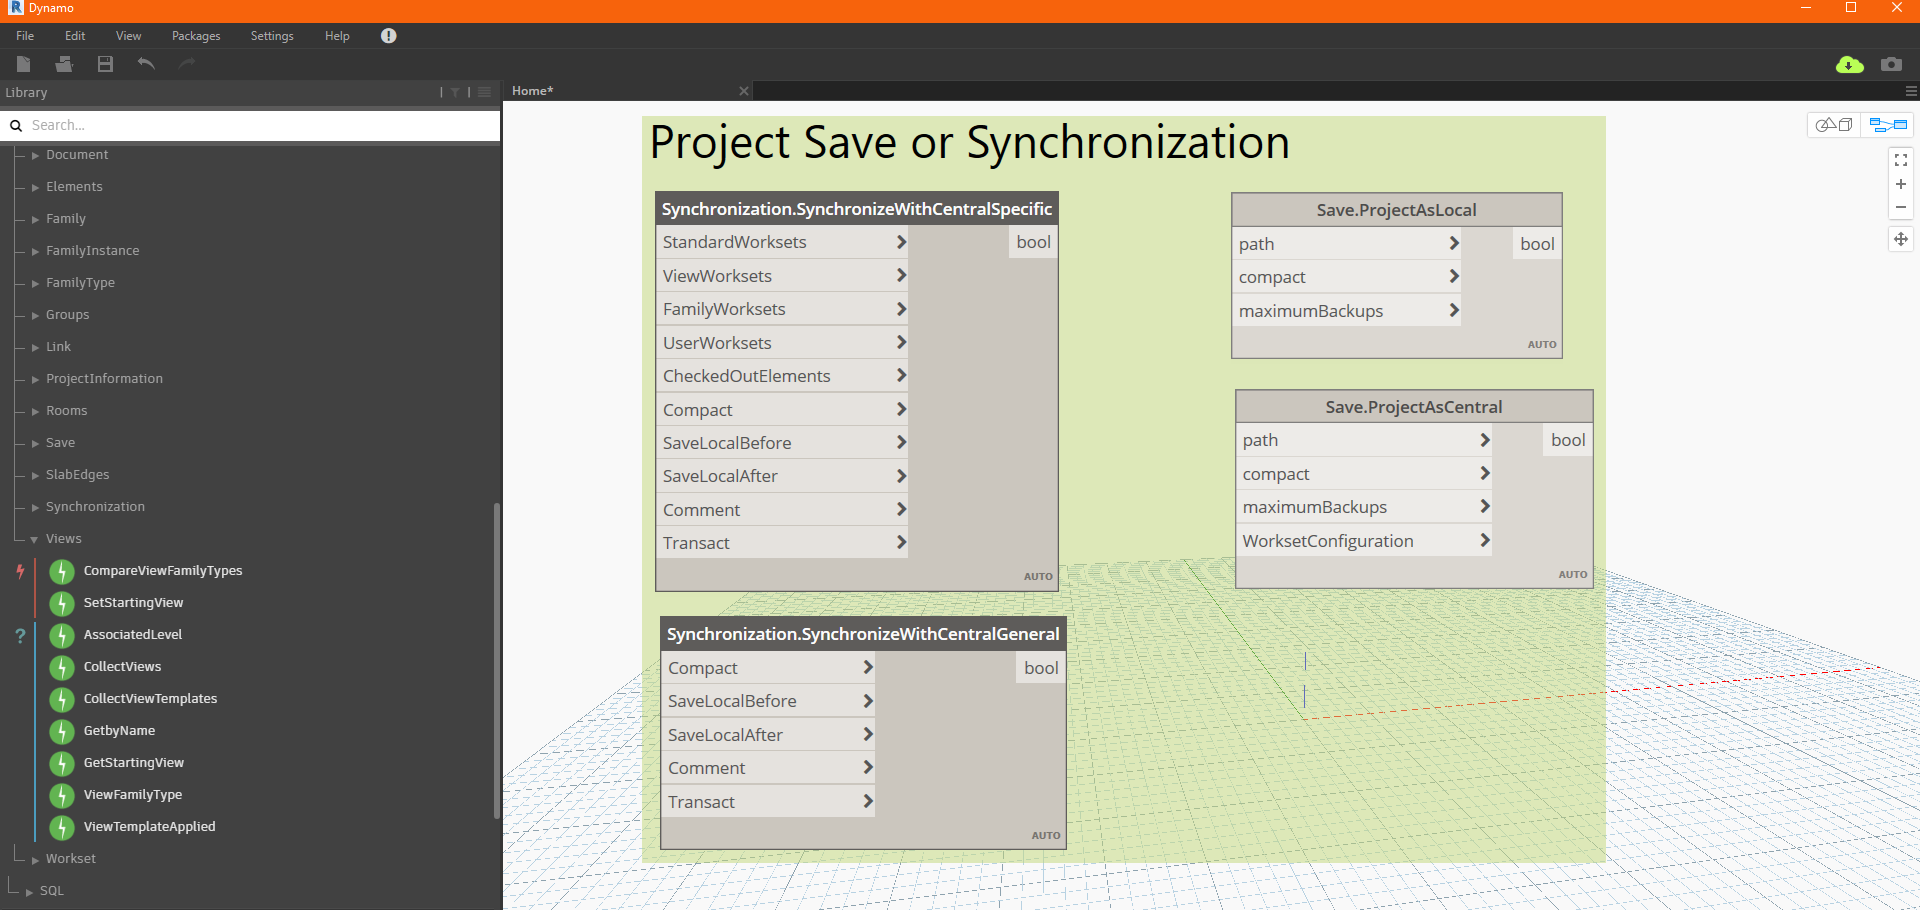 Dynamo
File Edit View Packages Settings Help
Library
Search...
Document
Elements
Family
FamilyInstance
FamilyType
Groups
Link
ProjectInformation
Rooms
Save
SlabEdges
Synchronization
Views
CompareViewFamilyTypes
SetStartingView
? AssociatedLevel
CollectViews
CollectViewTemplates
GetbyName
GetStartingView
ViewFamilyType
ViewTemplateApplied
Workset
SQL
Home*
Project Save or Synchronization
Synchronization.SynchronizeWithCentralSpecific
StandardWorksets bool
ViewWorksets
FamilyWorksets
UserWorksets
CheckedOutElements
Compact
SaveLocalBefore
SaveLocalAfter
Comment
Transact
AUTO
Synchronization.SynchronizeWithCentralGeneral
Compact bool
SaveLocalBefore
SaveLocalAfter
Comment
Transact
AUTO
Save.ProjectAsLocal
path bool
compact
maximumBackups
AUTO
Save.ProjectAsCentral
path bool
compact
maximumBackups
WorksetConfiguration
AUTO